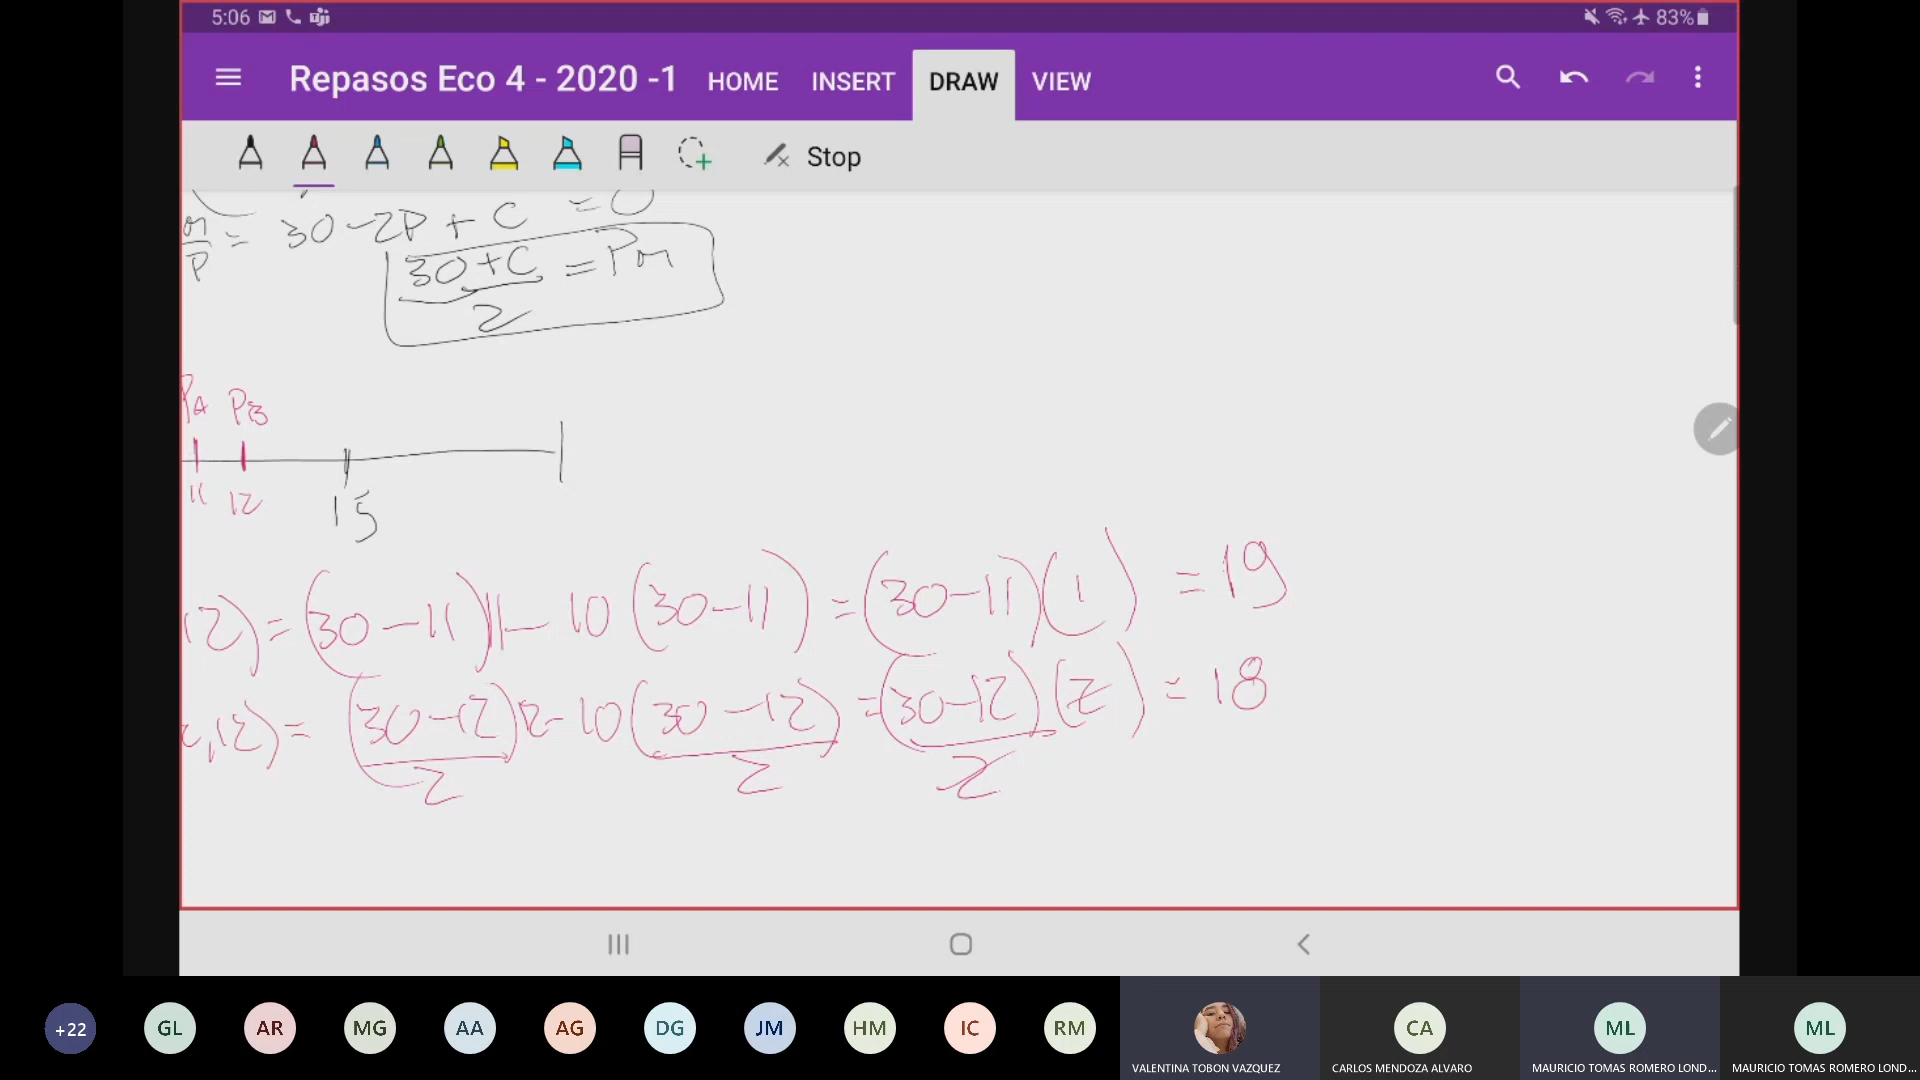 5:06 83%
Repasos Eco 4 - 2020 -1 HOME INSERT DRAW VIEW
Stop
= 0
= 30 - 2P + C
P
30 + C = Pm
2
PA PB
11 12
15
12) = (30 - 11) 11 - 10 (30 - 11) = (30 - 11) (1) = 19
,12) = (30 - 12) 12 - 10 (30 - 12) = (30 - 12) (2) = 18
2 2 2
+22 GL AR MG AA AG DG JM HM IC RM CA ML ML
VALENTINA TOBON VAZQUEZ CARLOS MENDOZA ALVARO MAURICIO TOMAS ROMERO LOND... MAURICIO TOMAS ROMERO LOND...